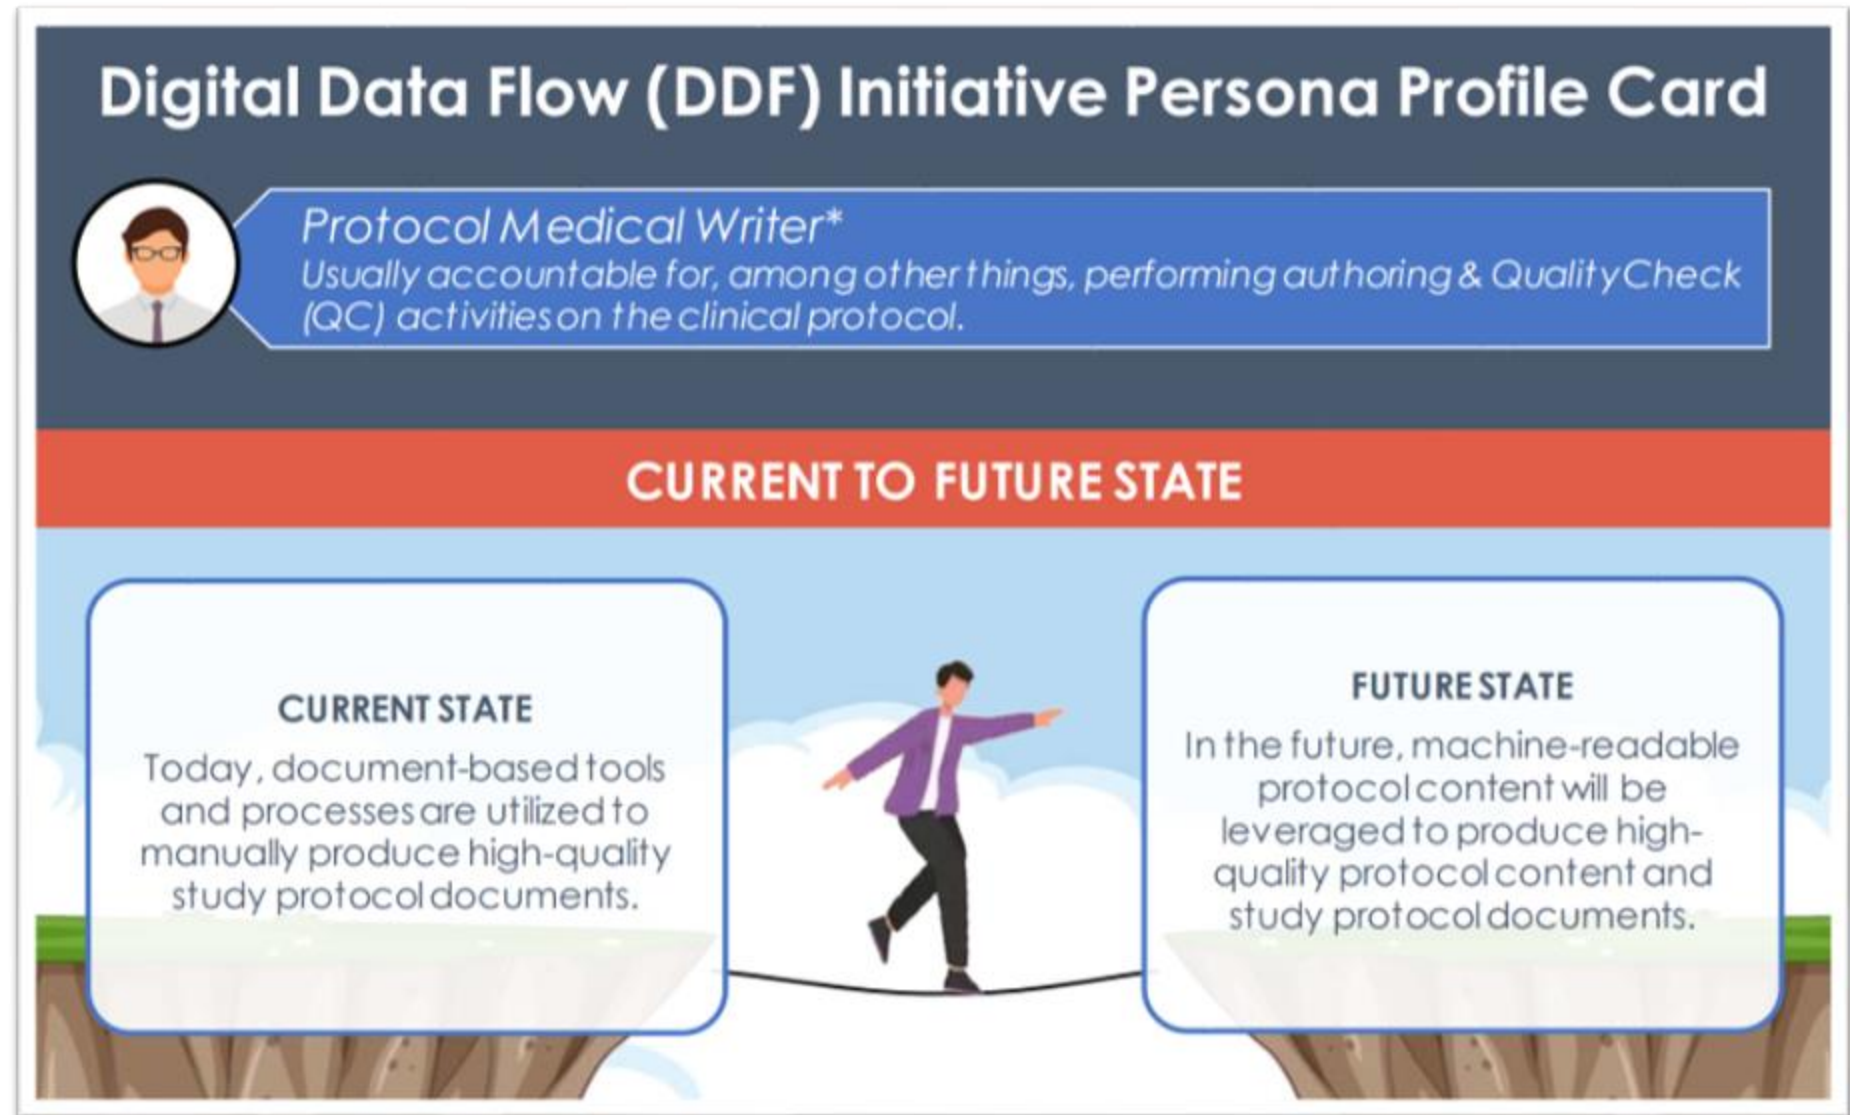 Digital Data Flow (DDF) Initiative Persona Profile Card
Protocol Medical Writer*
Usually accountable for, among other things, performing authoring & Quality Check
(QC) activities on the clinical protocol.
CURRENT TO FUTURE STATE
CURRENT STATE
Today, document-based tools
and processes are utilized to
manually produce high-quality
study protocol documents.
FUTURE STATE
In the future, machine-readable
protocol content will be
leveraged to produce high-
quality protocol content and
study protocol documents.